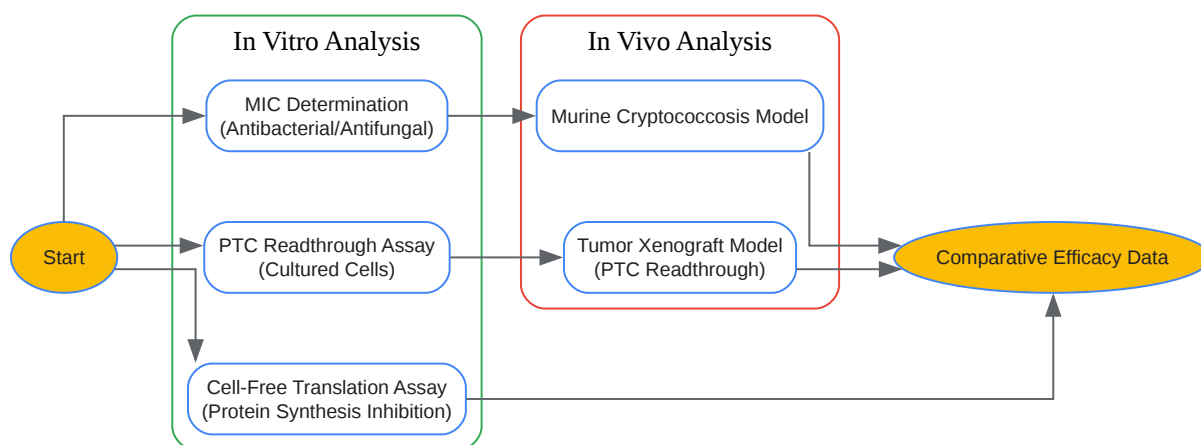 In Vitro Analysis
In Vivo Analysis
MIC Determination
(Antibacterial/Antifungal)
Murine Cryptococcosis Model
Start
PTC Readthrough Assay
(Cultured Cells)
Tumor Xenograft Model
(PTC Readthrough)
Comparative Efficacy Data
Cell-Free Translation Assay
(Protein Synthesis Inhibition)